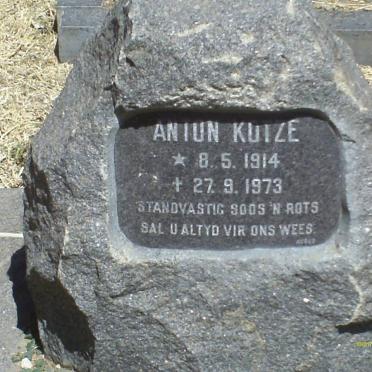 ANTON KOTZE
* 8.5.1914
✝ 27.9.1973
STANDVASTIG SOOS 'N ROTS
SAL U ALTYD VIR ONS WEES.